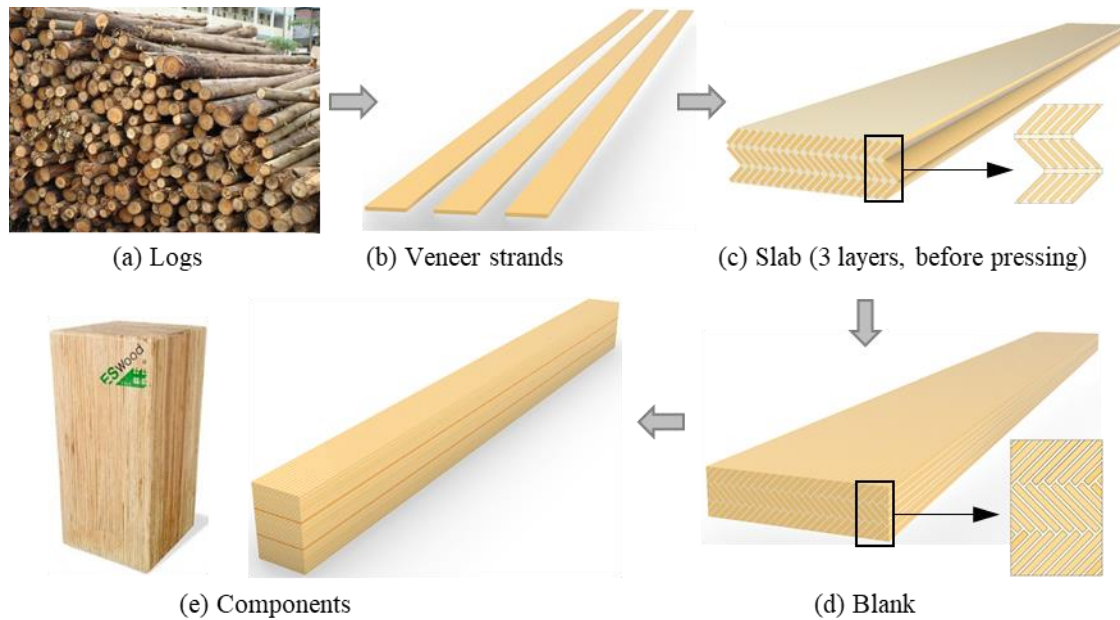 (a) Logs
(b) Veneer strands
(c) Slab (3 layers, before pressing)
ESWood
(e) Components
(d) Blank